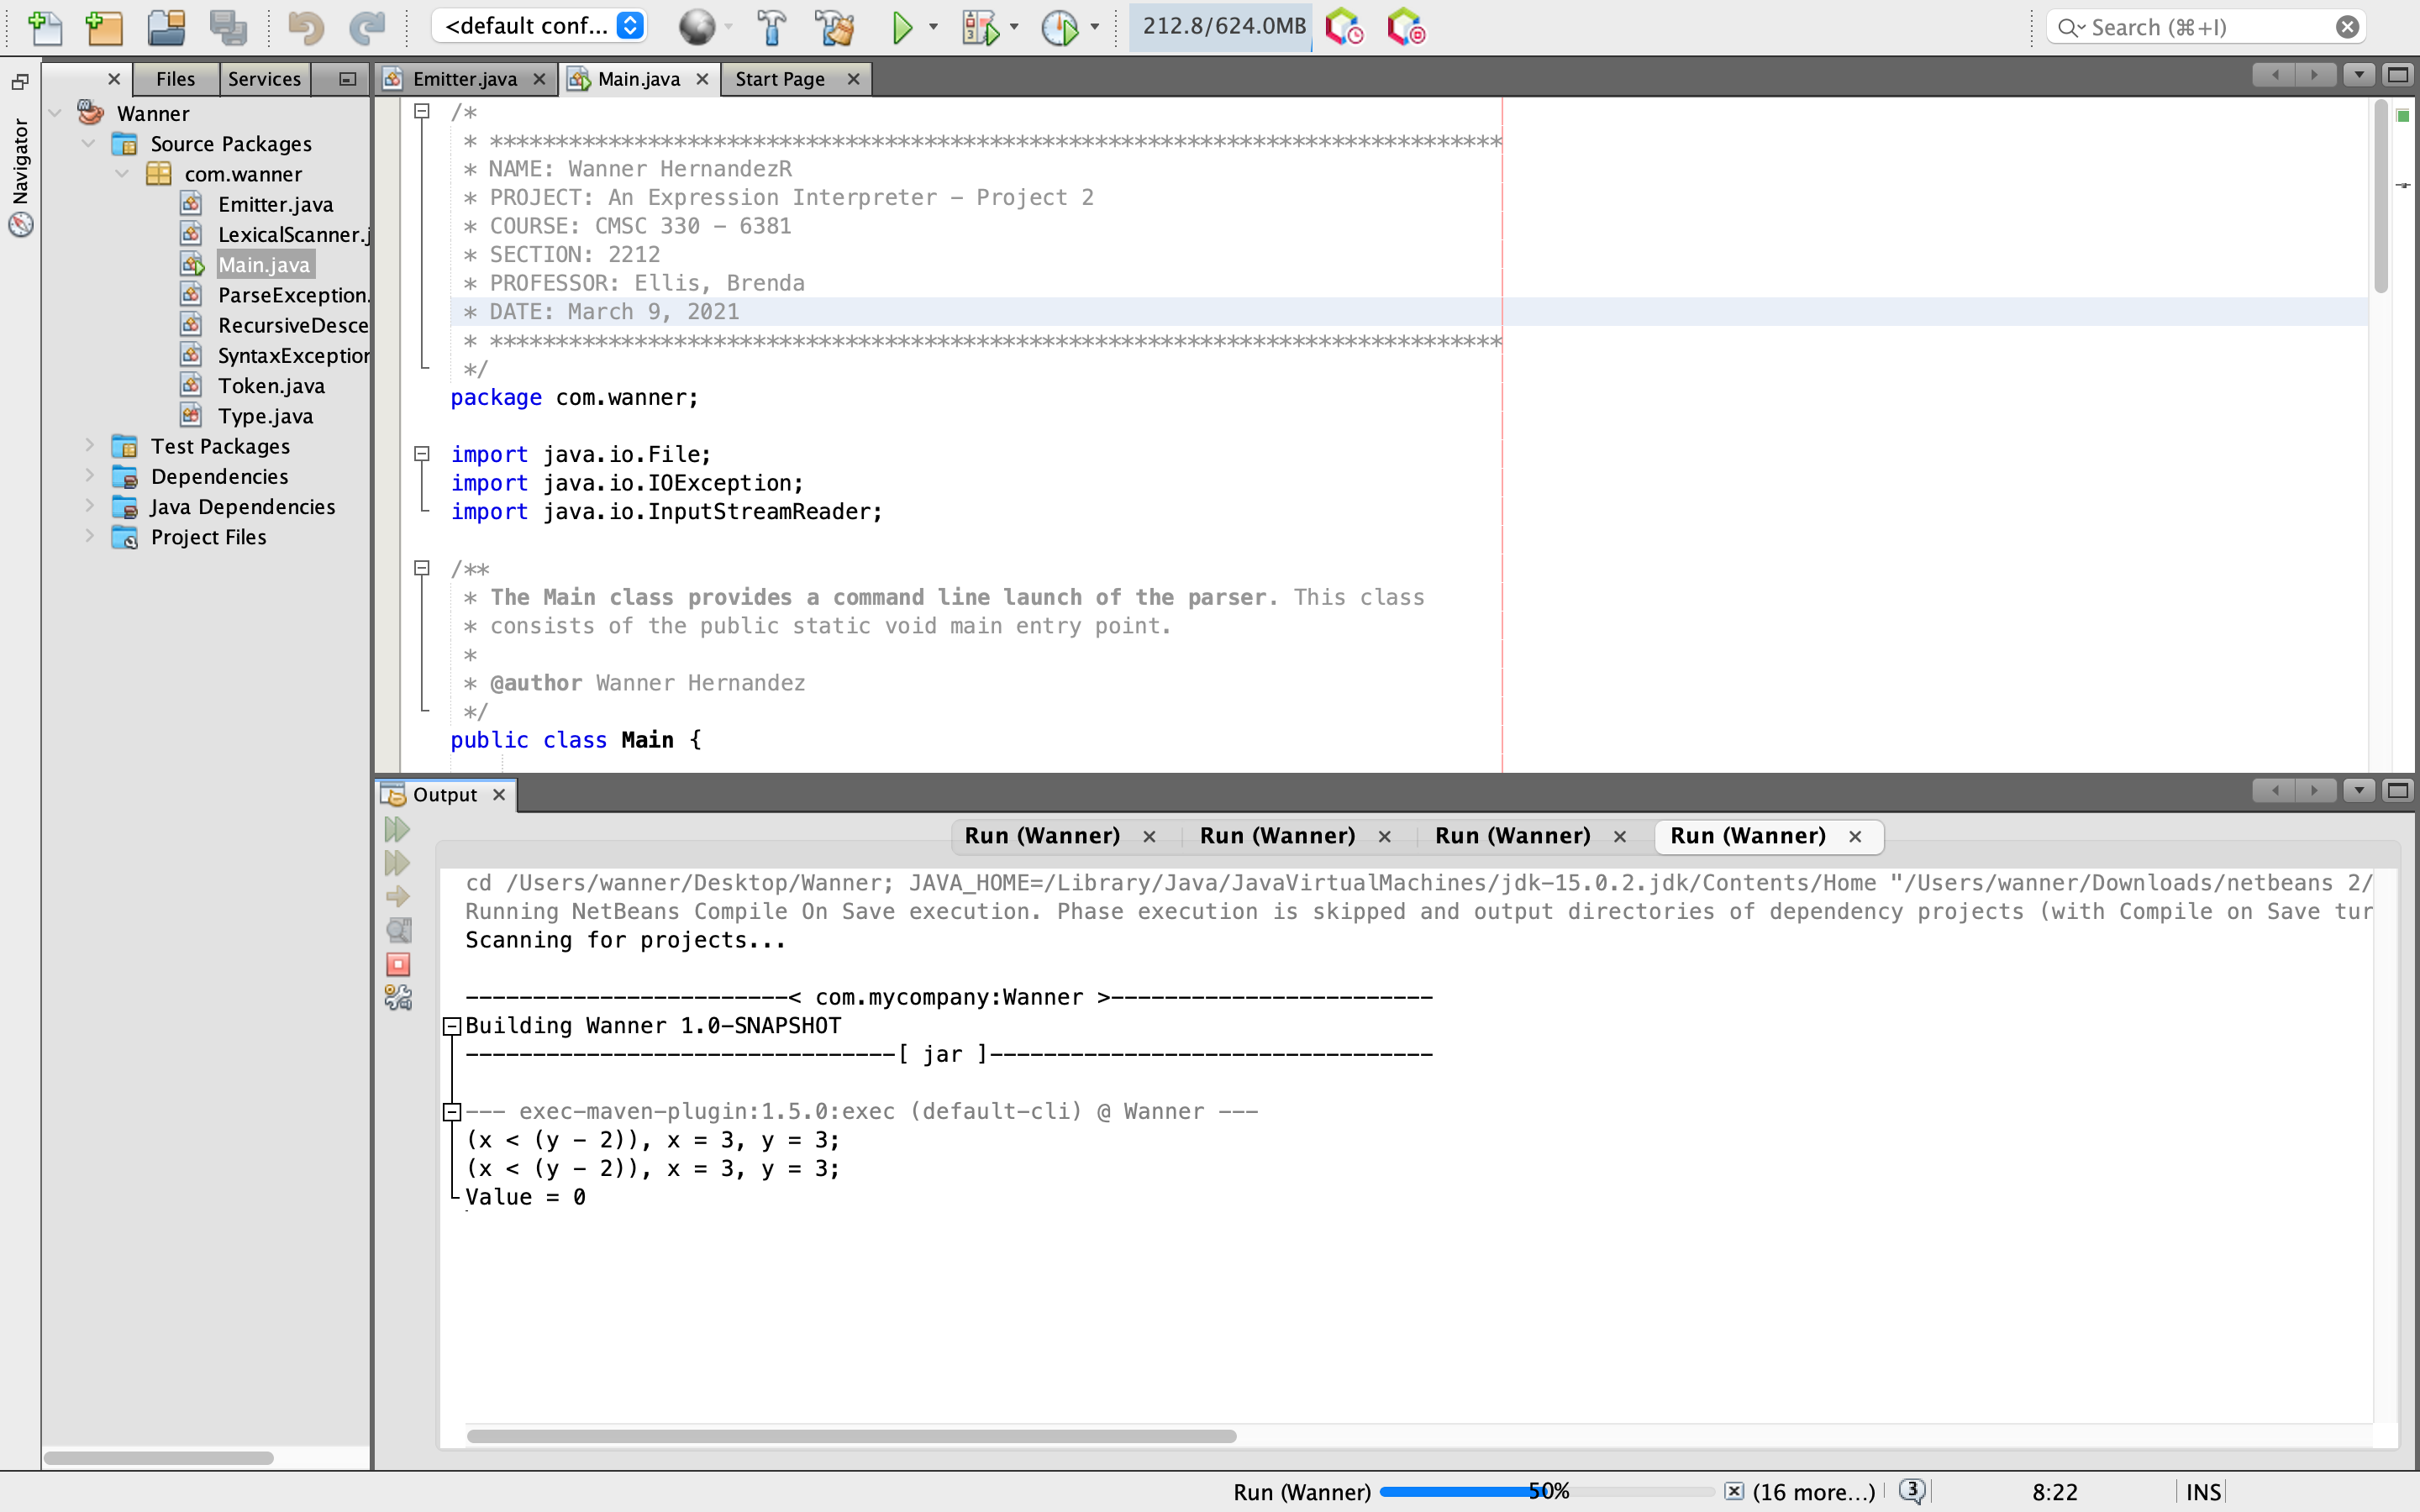 <default conf...
212.8/624.0MB
Search (⌘+I)
Files
Services
Navigator
Wanner
Source Packages
com.wanner
Emitter.java
LexicalScanner.j
Main.java
ParseException.
RecursiveDesce
SyntaxException
Token.java
Type.java
Test Packages
Dependencies
Java Dependencies
Project Files
Emitter.java
Main.java
Start Page
/*
* *****************************************************************************
* NAME: Wanner HernandezR
* PROJECT: An Expression Interpreter - Project 2
* COURSE: CMSC 330 - 6381
* SECTION: 2212
* PROFESSOR: Ellis, Brenda
* DATE: March 9, 2021
* *****************************************************************************
*/
package com.wanner;
import java.io.File;
import java.io.IOException;
import java.io.InputStreamReader;
/**
* The Main class provides a command line launch of the parser. This class
* consists of the public static void main entry point.
*
* @author Wanner Hernandez
*/
public class Main {
Output
Run (Wanner)
Run (Wanner)
Run (Wanner)
Run (Wanner)
cd /Users/wanner/Desktop/Wanner; JAVA_HOME=/Library/Java/JavaVirtualMachines/jdk-15.0.2.jdk/Contents/Home "/Users/wanner/Downloads/netbeans 2/
Running NetBeans Compile On Save execution. Phase execution is skipped and output directories of dependency projects (with Compile on Save tur
Scanning for projects...
------------------------< com.mycompany:Wanner >------------------------
Building Wanner 1.0-SNAPSHOT
--------------------------------[ jar ]---------------------------------
--- exec-maven-plugin:1.5.0:exec (default-cli) @ Wanner ---
(x < (y - 2)), x = 3, y = 3;
(x < (y - 2)), x = 3, y = 3;
Value = 0
Run (Wanner)
50%
(16 more...)
3
8:22
INS